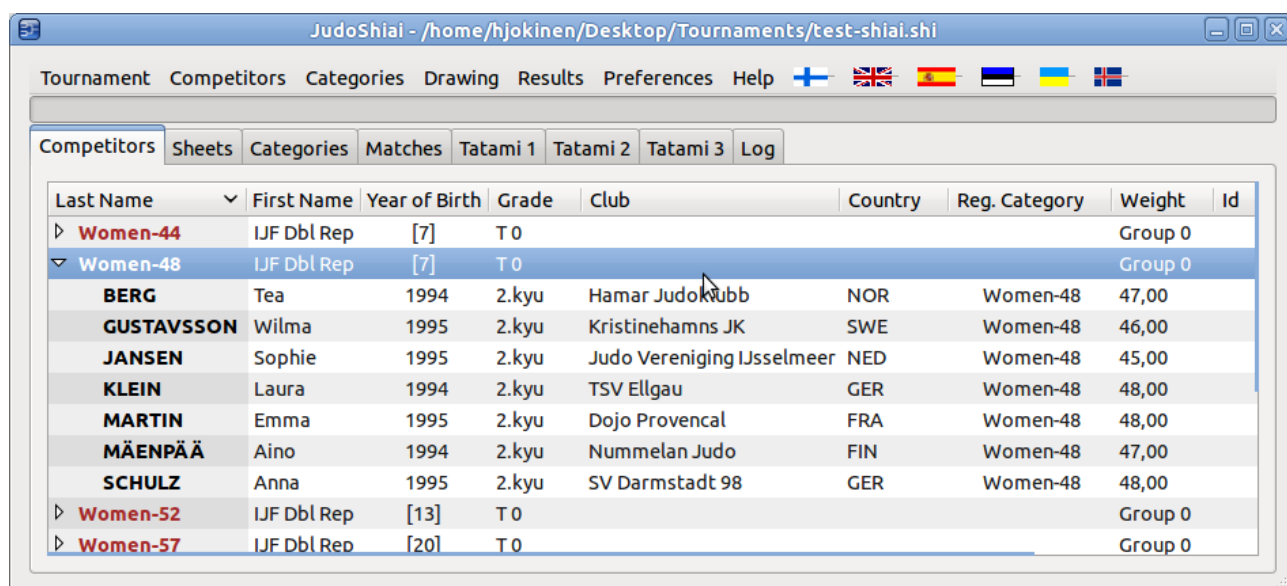 JudoShiai - /home/hjokinen/Desktop/Tournaments/test-shiai.shi
Tournament Competitors Categories Drawing Results Preferences Help
Competitors Sheets Categories Matches Tatami 1 Tatami 2 Tatami 3 Log
Last Name First Name Year of Birth Grade Club Country Reg. Category Weight Id
Women-44 IJF Dbl Rep [7] T 0 Group 0
Women-48 IJF Dbl Rep [7] T 0 Group 0
BERG Tea 1994 2.kyu Hamar Judoklubb NOR Women-48 47,00
GUSTAVSSON Wilma 1995 2.kyu Kristinehamns JK SWE Women-48 46,00
JANSEN Sophie 1995 2.kyu Judo Vereniging IJsselmeer NED Women-48 45,00
KLEIN Laura 1994 2.kyu TSV Ellgau GER Women-48 48,00
MARTIN Emma 1995 2.kyu Dojo Provencal FRA Women-48 48,00
MÄENPÄÄ Aino 1994 2.kyu Nummelan Judo FIN Women-48 47,00
SCHULZ Anna 1995 2.kyu SV Darmstadt 98 GER Women-48 48,00
Women-52 IJF Dbl Rep [13] T 0 Group 0
Women-57 IJF Dbl Rep [20] T 0 Group 0